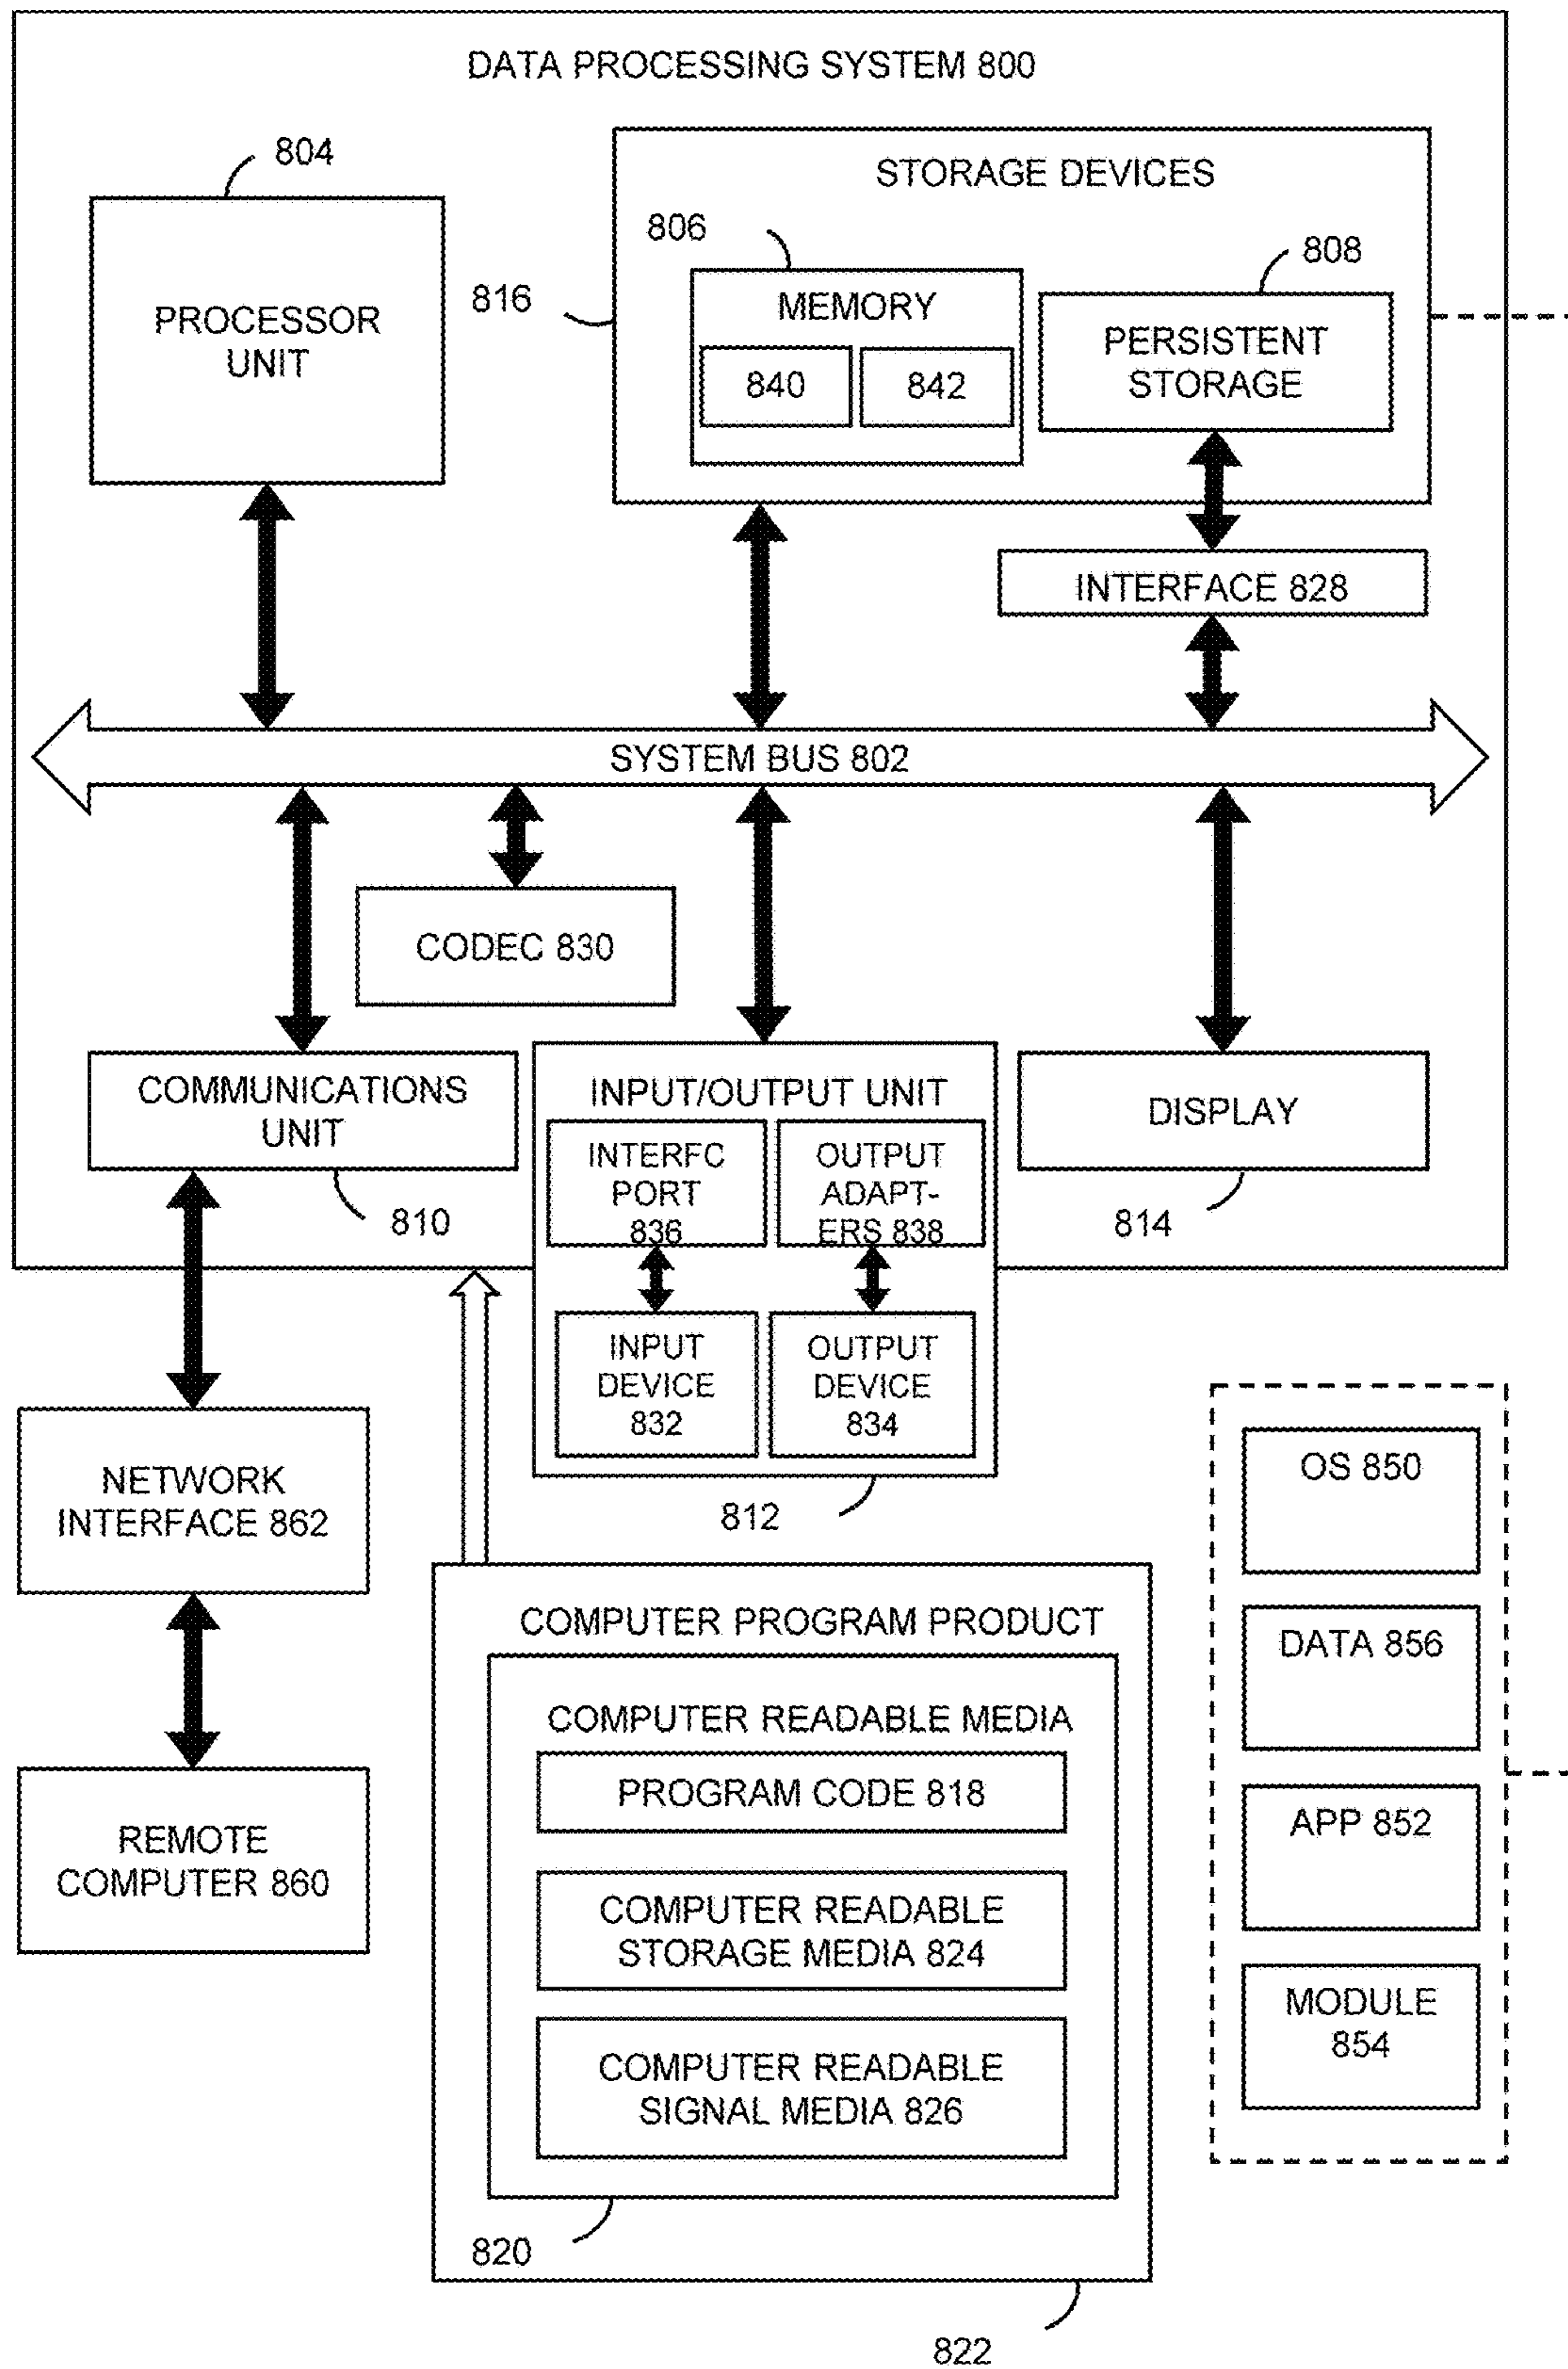 DATA PROCESSING SYSTEM 800
804
PROCESSOR
UNIT
STORAGE DEVICES
806
808
816
MEMORY
840
842
PERSISTENT
STORAGE
INTERFACE 828
SYSTEM BUS 802
CODEC 830
COMMUNICATIONS
UNIT
810
INPUT/OUTPUT UNIT
INTERFC
PORT
836
OUTPUT
ADAPT-
ERS 838
INPUT
DEVICE
832
OUTPUT
DEVICE
834
812
DISPLAY
814
NETWORK
INTERFACE 862
REMOTE
COMPUTER 860
COMPUTER PROGRAM PRODUCT
COMPUTER READABLE MEDIA
PROGRAM CODE 818
COMPUTER READABLE
STORAGE MEDIA 824
COMPUTER READABLE
SIGNAL MEDIA 826
820
822
OS 850
DATA 856
APP 852
MODULE
854